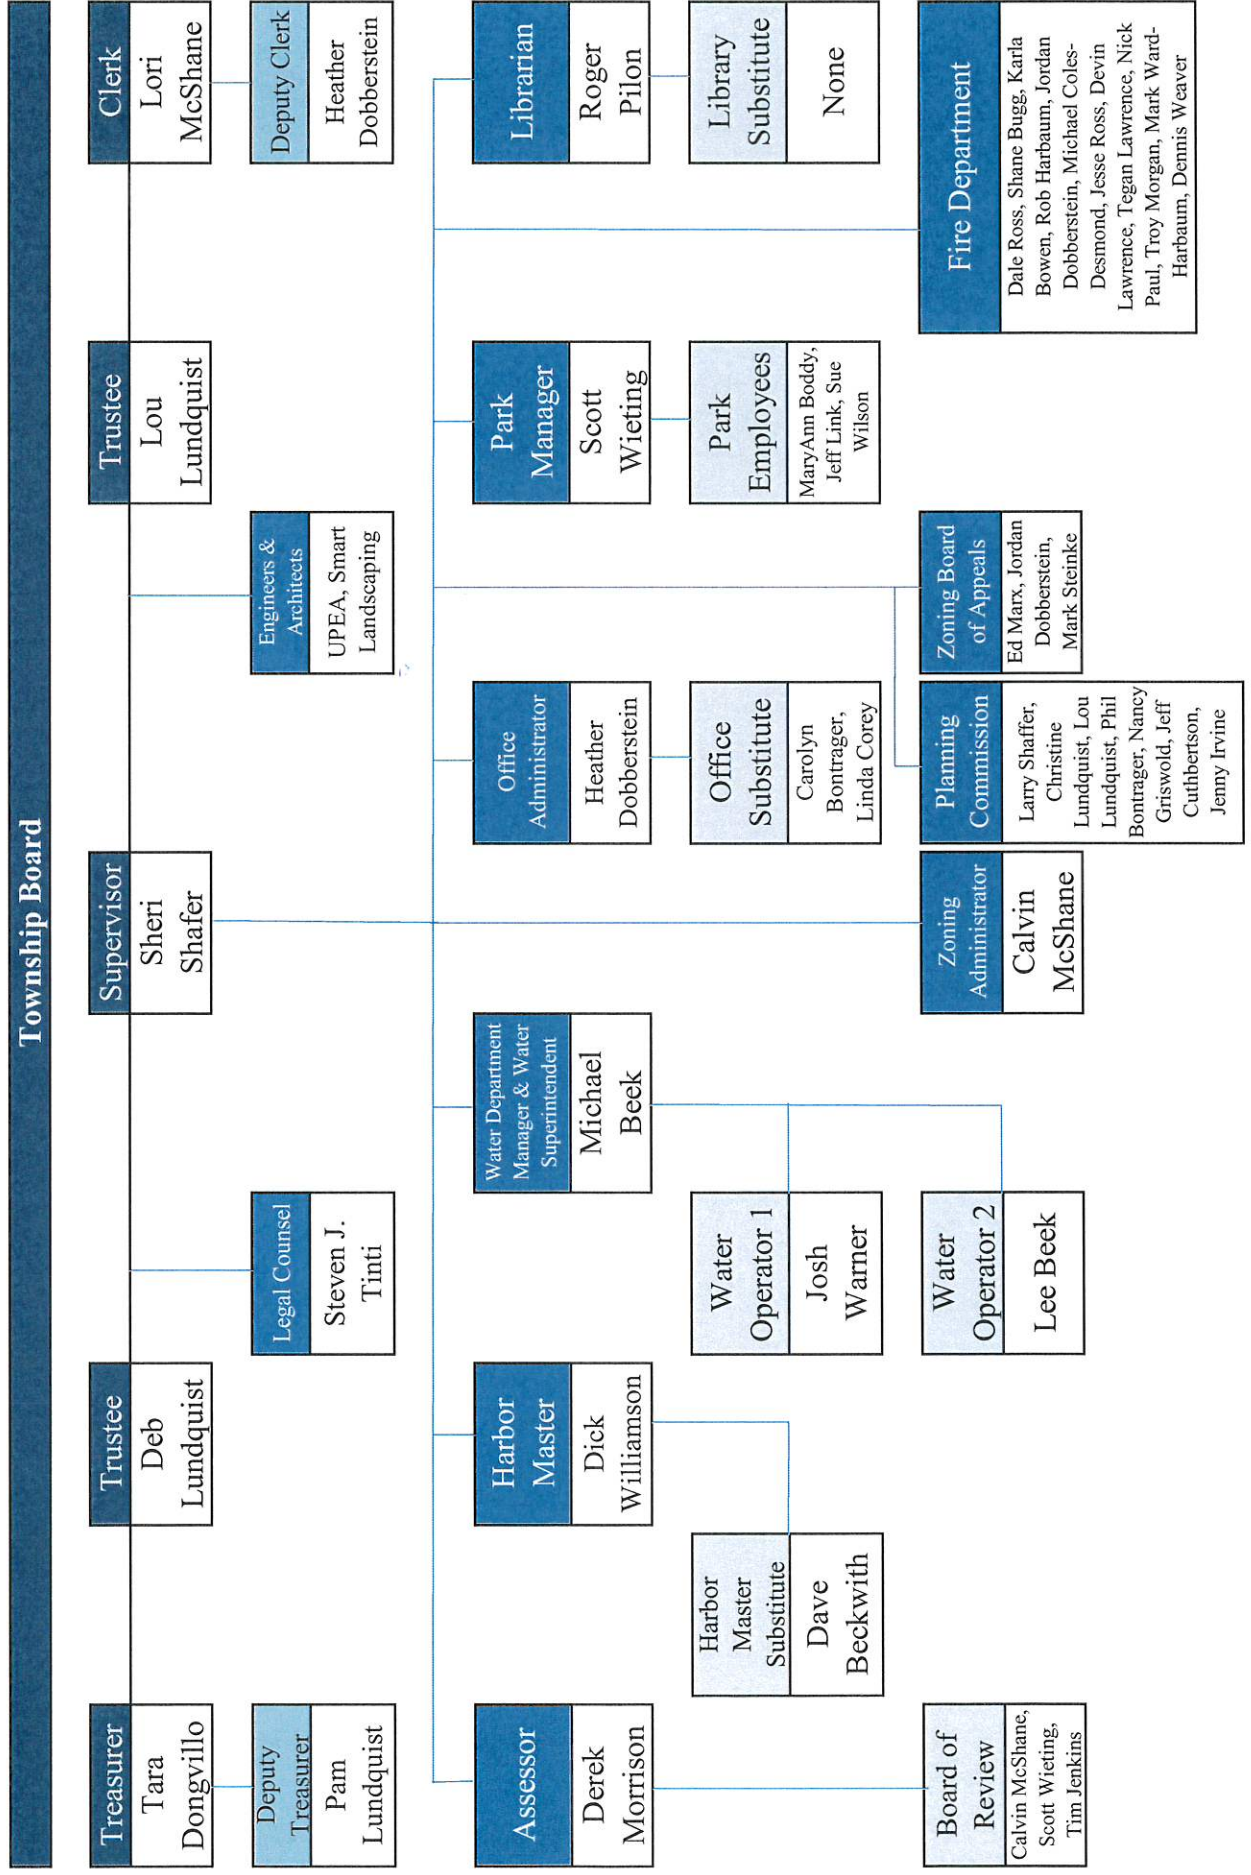 Township Board
Treasurer
Tara
Dongvillo
Deputy
Treasurer
Pam
Lundquist
Trustee
Deb
Lundquist
Legal Counsel
Steven J.
Tinti
Supervisor
Sheri
Shafer
Engineers &
Architects
UPEA, Smart
Landscaping
Trustee
Lou
Lundquist
Clerk
Lori
McShane
Deputy Clerk
Heather
Dobberstein
Assessor
Derek
Morrison
Board of
Review
Calvin McShane,
Scott Wieting,
Tim Jenkins
Harbor
Master
Dick
Williamson
Harbor
Master
Substitute
Dave
Beckwith
Water Department
Manager & Water
Superintendent
Michael
Beek
Water
Operator 1
Josh
Warner
Water
Operator 2
Lee Beek
Zoning
Administrator
Calvin
McShane
Office
Administrator
Heather
Dobberstein
Office
Substitute
Carolyn
Bontrager,
Linda Corey
Planning
Commission
Larry Shaffer,
Christine
Lundquist, Lou
Lundquist, Phil
Bontrager, Nancy
Griswold, Jeff
Cuthbertson,
Jenny Irvine
Zoning Board
of Appeals
Ed Marx, Jordan
Dobberstein,
Mark Steinke
Park
Manager
Scott
Wieting
Park
Employees
MaryAnn Boddy,
Jeff Link, Sue
Wilson
Librarian
Roger
Pilon
Library
Substitute
None
Fire Department
Dale Ross, Shane Bugg, Karla
Bowen, Rob Harbaum, Jordan
Dobberstein, Michael Coles-
Desmond, Jesse Ross, Devin
Lawrence, Tegan Lawrence, Nick
Paul, Troy Morgan, Mark Ward-
Harbaum, Dennis Weaver